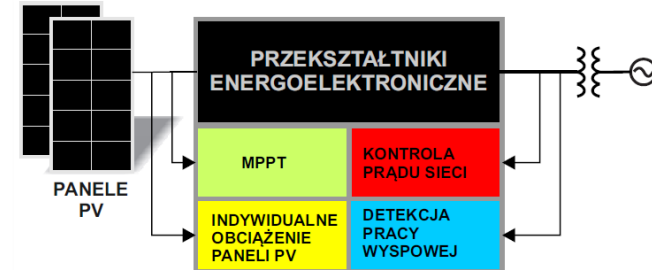 PRZEKSZTAŁTNIKI
ENERGOELEKTRONICZNE
MPPT
KONTROLA
PRĄDU SIECI
PANELE
PV
INDYWIDUALNE
OBCIĄŻENIE
PANELI PV
DETEKCJA
PRACY
WYSPOWEJ